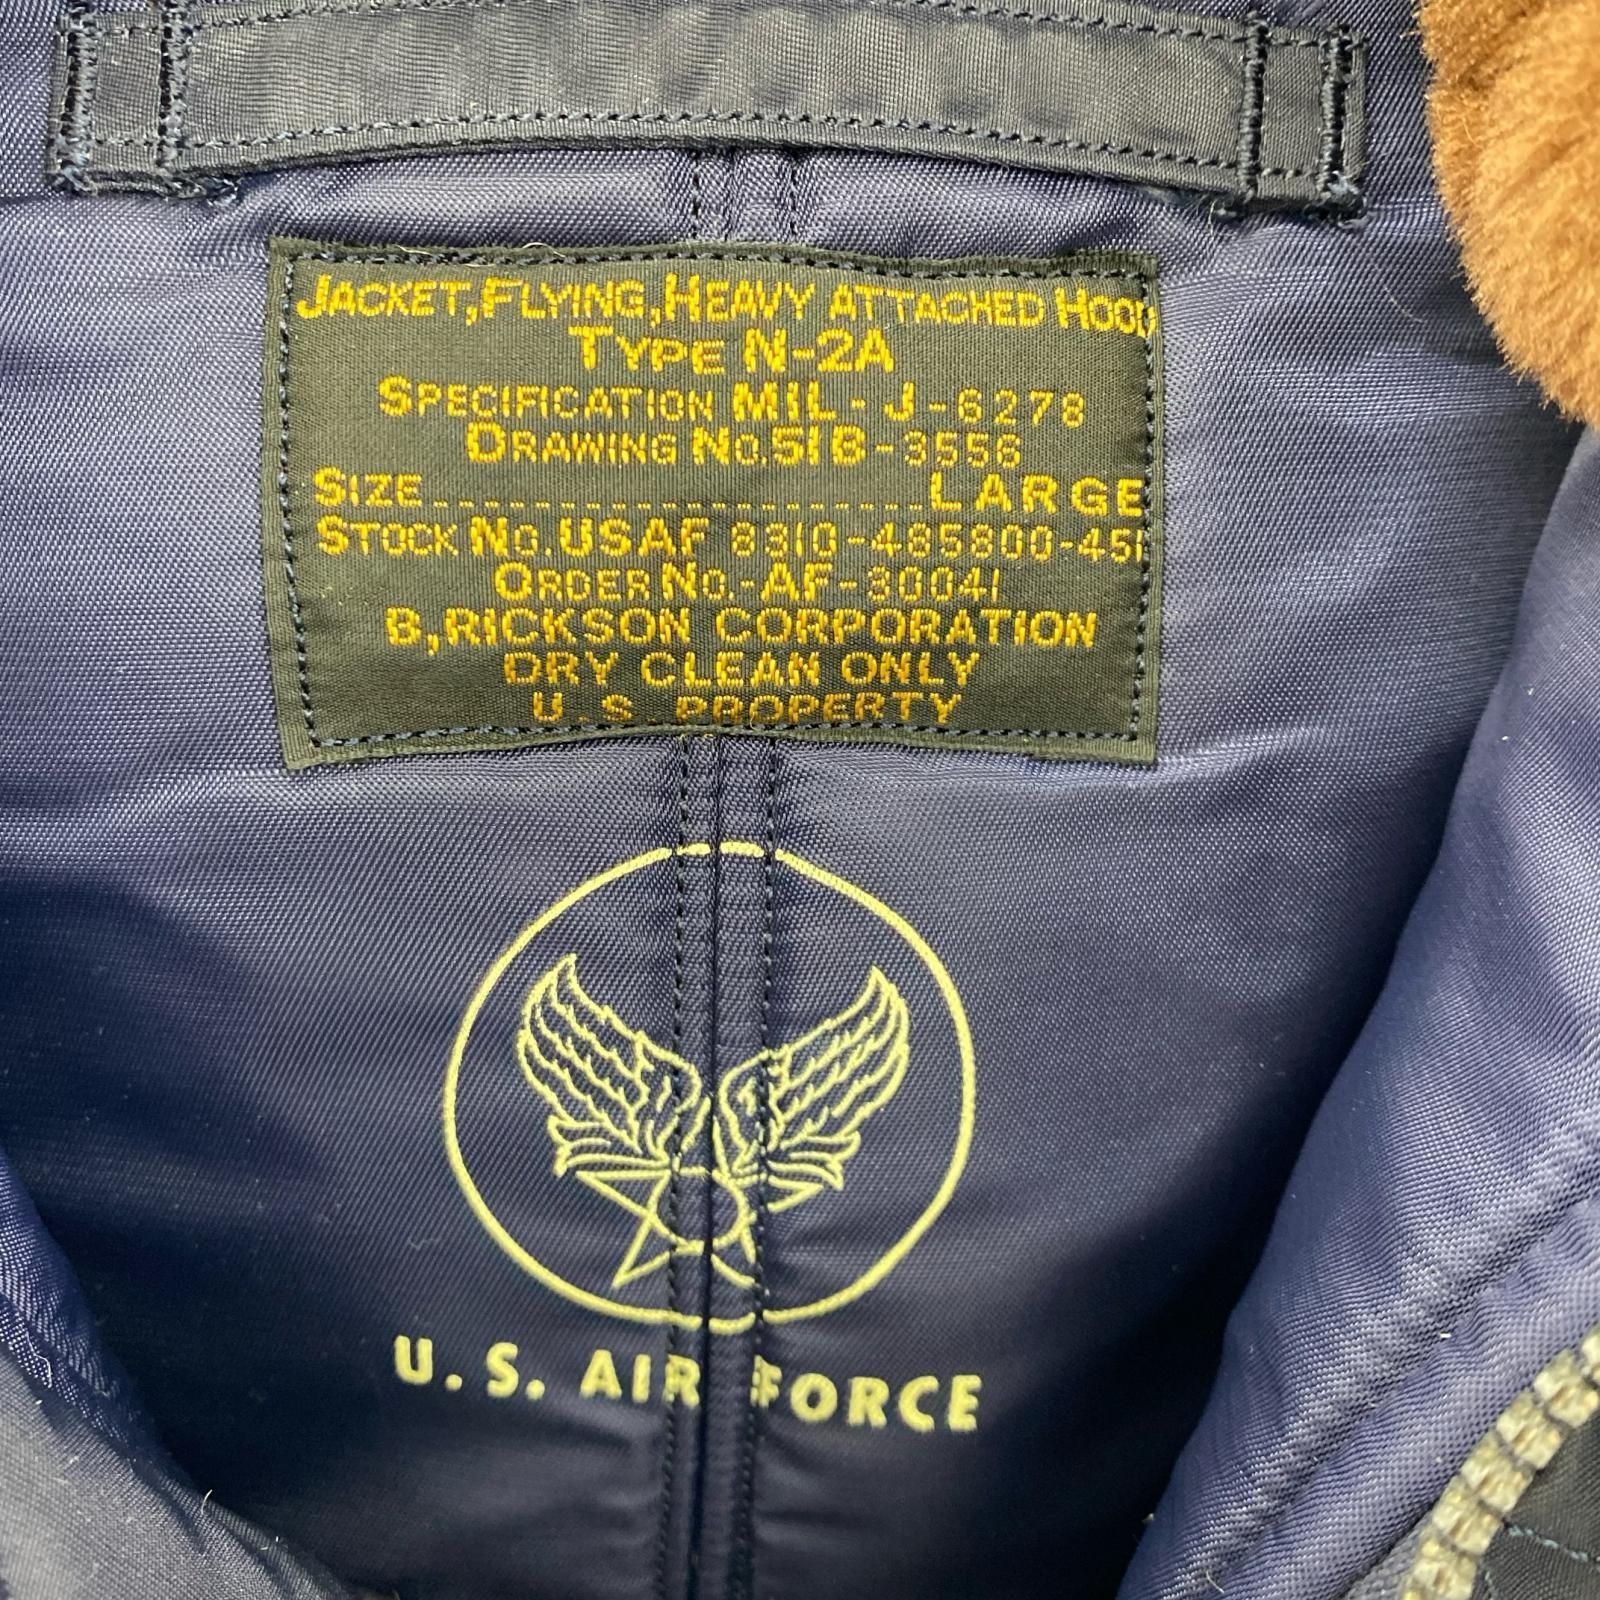 JACKET, FLYING, HEAVY ATTACHED HOOD
TYPE N-2A
SPECIFICATION MIL-J-6278
DRAWING No. 51B-3556
SIZE..................LARGE
STOCK No. USAF 8310-485800-451
ORDER No.-AF-30041
B,RICKSON CORPORATION
DRY CLEAN ONLY
U.S. PROPERTY
U.S. AIR FORCE